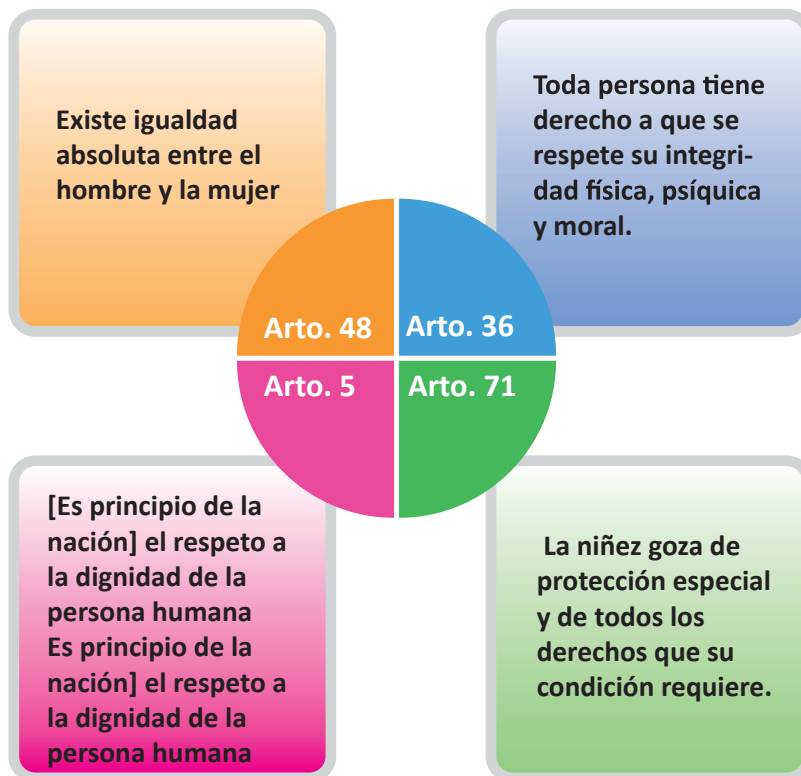 Existe igualdad
absoluta entre el
hombre y la mujer
Toda persona tiene
derecho a que se
respete su integri-
dad física, psíquica
y moral.
Arto. 48
Arto. 36
Arto. 5
Arto. 71
[Es principio de la
nación] el respeto a
la dignidad de la
persona humana
Es principio de la
nación] el respeto a
la dignidad de la
persona humana
La niñez goza de
protección especial
y de todos los
derechos que su
condición requiere.